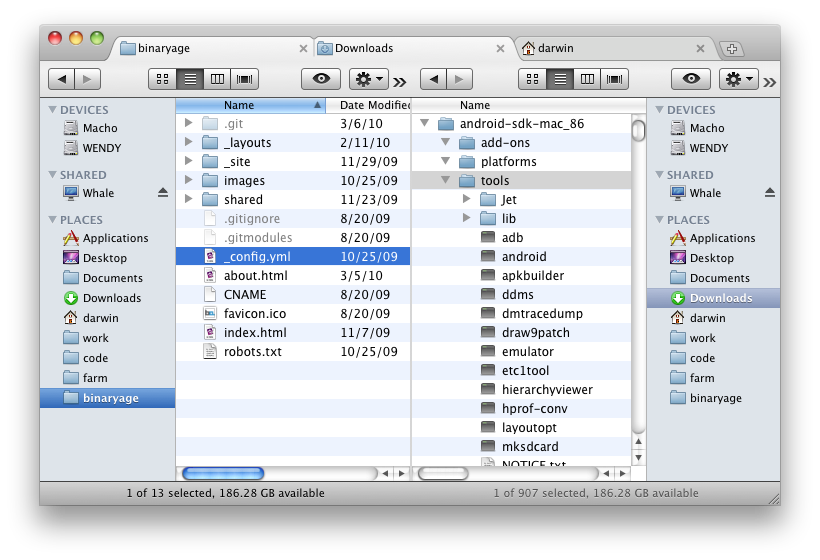 binaryage
Downloads
darwin
DEVICES
Macho
WENDY
SHARED
Whale
PLACES
Applications
Desktop
Documents
Downloads
darwin
work
code
farm
binaryage
Name Date Modified
.git 3/6/10
_layouts 2/11/10
_site 11/29/09
images 10/25/09
shared 11/23/09
.gitignore 8/20/09
.gitmodules 8/20/09
_config.yml 10/25/09
about.html 3/5/10
CNAME 8/20/09
favicon.ico 8/20/09
index.html 11/7/09
robots.txt 10/25/09
Name
android-sdk-mac_86
add-ons
platforms
tools
Jet
lib
adb
android
apkbuilder
ddms
dmtracedump
draw9patch
emulator
etc1tool
hierarchyviewer
hprof-conv
layoutopt
mksdcard
NOTICE.txt
DEVICES
Macho
WENDY
SHARED
Whale
PLACES
Applications
Desktop
Documents
Downloads
darwin
work
code
farm
binaryage
1 of 13 selected, 186.28 GB available
1 of 907 selected, 186.28 GB available